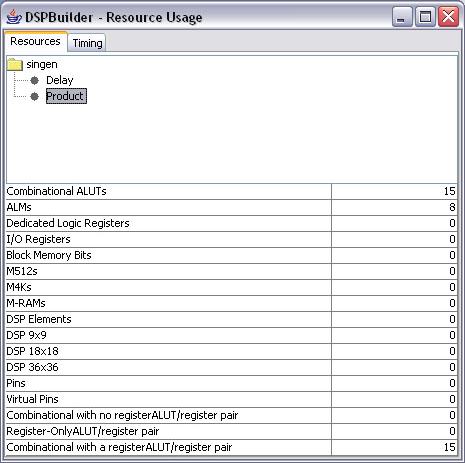 DSPBuilder - Resource Usage
Resources Timing
singen
Delay
Product
Combinational ALUTs 15
ALMs 8
Dedicated Logic Registers 0
I/O Registers 0
Block Memory Bits 0
M512s 0
M4Ks 0
M-RAMs 0
DSP Elements 0
DSP 9x9 0
DSP 18x18 0
DSP 36x36 0
Pins 0
Virtual Pins 0
Combinational with no registerALUT/register pair 0
Register-OnlyALUT/register pair 0
Combinational with a registerALUT/register pair 15